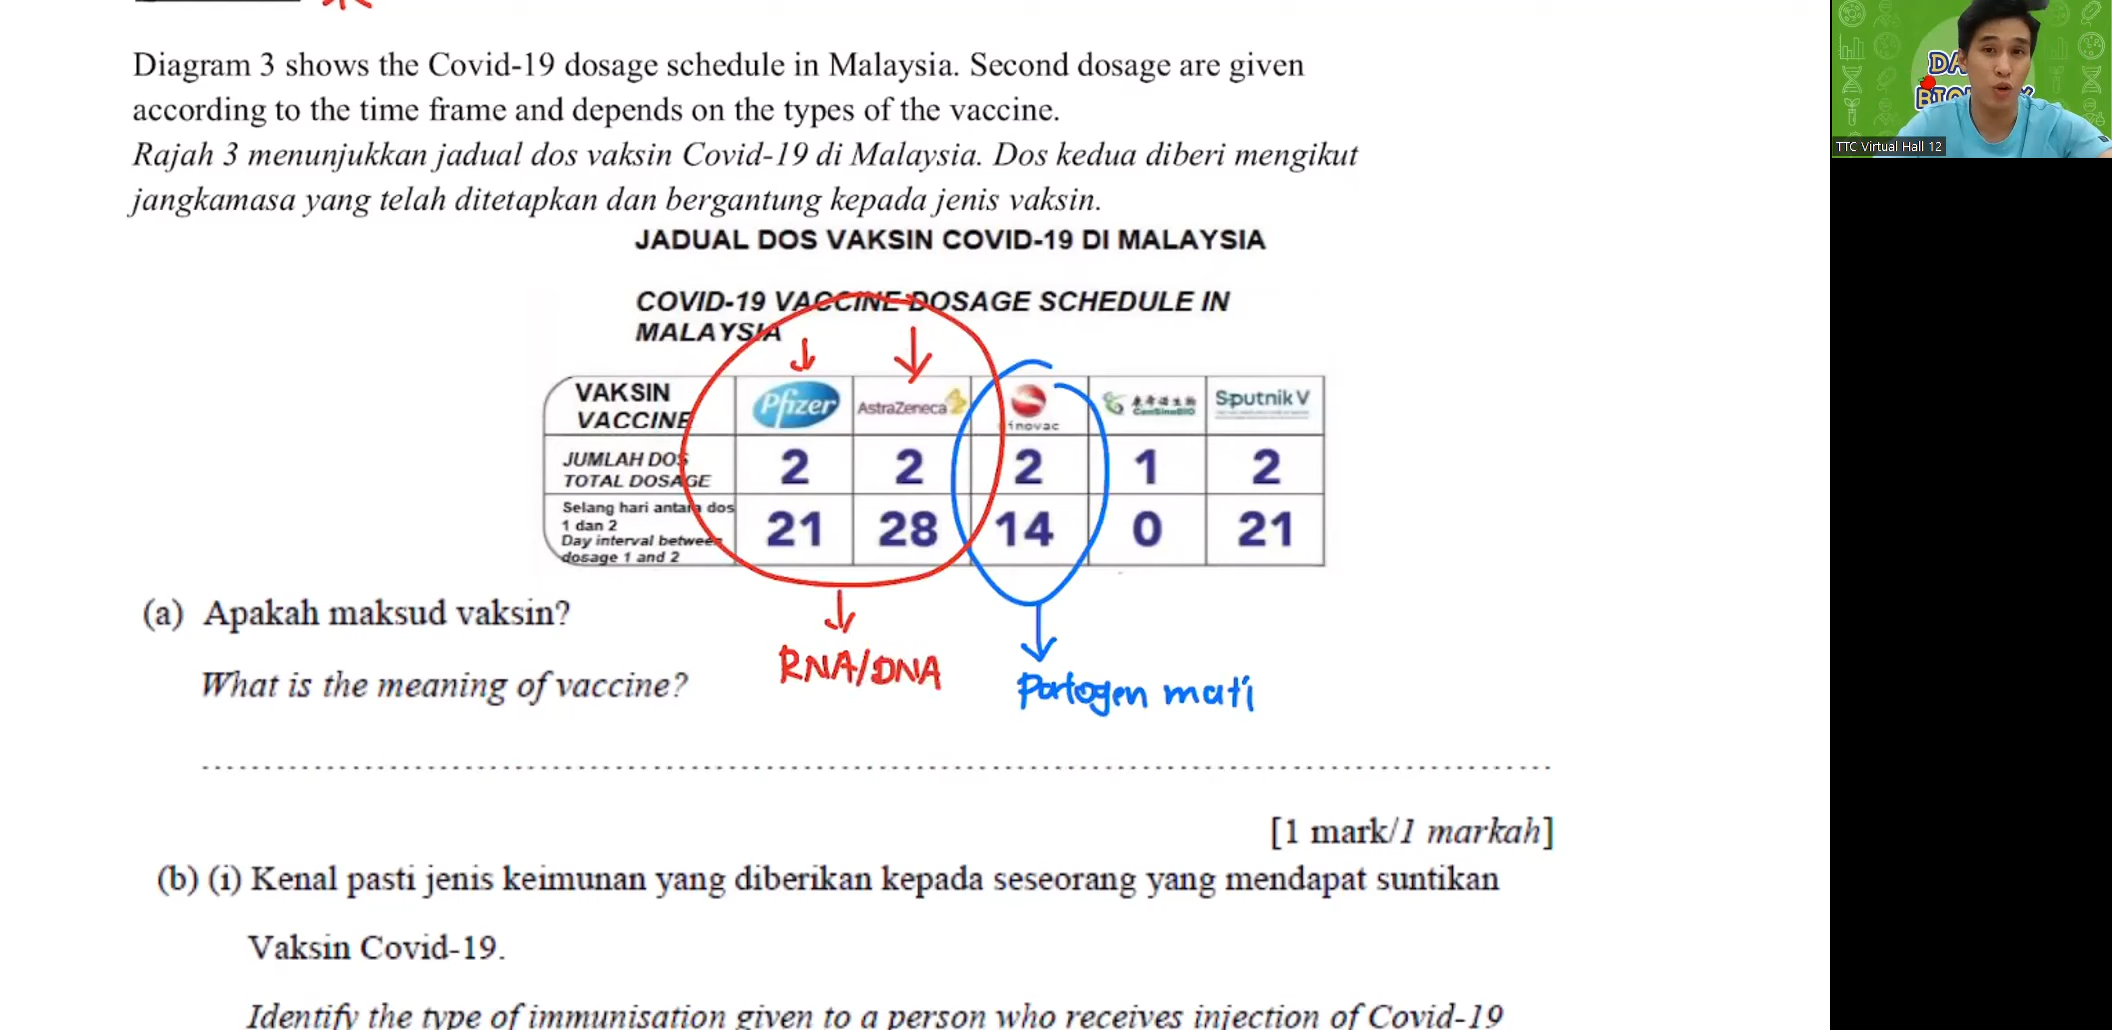 Diagram 3 shows the Covid-19 dosage schedule in Malaysia. Second dosage are given
according to the time frame and depends on the types of the vaccine.
Rajah 3 menunjukkan jadual dos vaksin Covid-19 di Malaysia. Dos kedua diberi mengikut
jangkamasa yang telah ditetapkan dan bergantung kepada jenis vaksin.
JADUAL DOS VAKSIN COVID-19 DI MALAYSIA
COVID-19 VACCINE DOSAGE SCHEDULE IN
MALAYSIA
VAKSIN
VACCINE
Pfizer
AstraZeneca
inovac
CanSinoBIO
Sputnik V
JUMLAH DOS
TOTAL DOSAGE
2 2 2 1 2
Selang hari antara dos
1 dan 2
Day interval between
dosage 1 and 2
21 28 14 0 21
(a) Apakah maksud vaksin?
What is the meaning of vaccine?
RNA/DNA
Patogen mati
[1 mark/1 markah]
(b) (i) Kenal pasti jenis keimunan yang diberikan kepada seseorang yang mendapat suntikan
Vaksin Covid-19.
Identify the type of immunisation given to a person who receives injection of Covid-19
TTC Virtual Hall 12